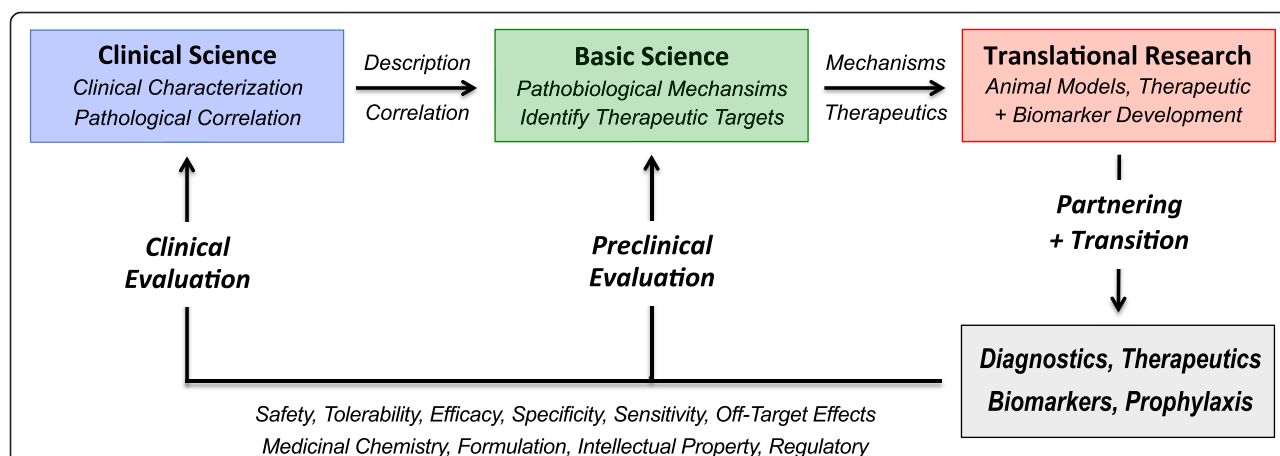 Clinical Science
Clinical Characterization
Pathological Correlation
Description
Correlation
Basic Science
Pathobiological Mechansims
Identify Therapeutic Targets
Mechanisms
Therapeutics
Translational Research
Animal Models, Therapeutic
+ Biomarker Development
Clinical
Evaluation
Preclinical
Evaluation
Partnering
+ Transition
Diagnostics, Therapeutics
Biomarkers, Prophylaxis
Safety, Tolerability, Efficacy, Specificity, Sensitivity, Off-Target Effects
Medicinal Chemistry, Formulation, Intellectual Property, Regulatory